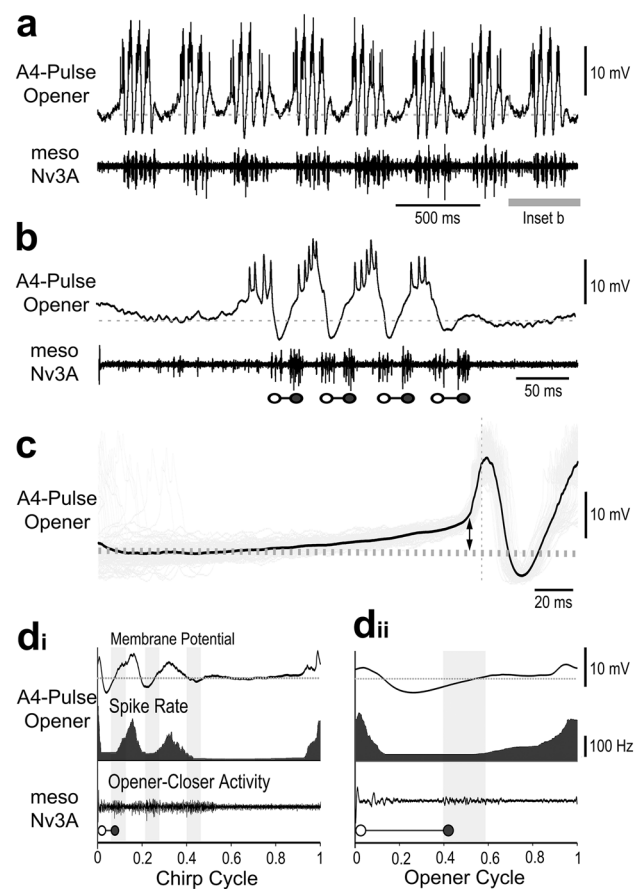 a
A4-Pulse
Opener
10 mV
meso
Nv3A
500 ms
Inset b
b
A4-Pulse
Opener
10 mV
meso
Nv3A
50 ms
c
A4-Pulse
Opener
10 mV
20 ms
di
dii
Membrane Potential
10 mV
A4-Pulse
Opener
Spike Rate
100 Hz
Opener-Closer Activity
meso
Nv3A
0 0.2 0.4 0.6 0.8 1
0 0.2 0.4 0.6 0.8 1
Chirp Cycle
Opener Cycle